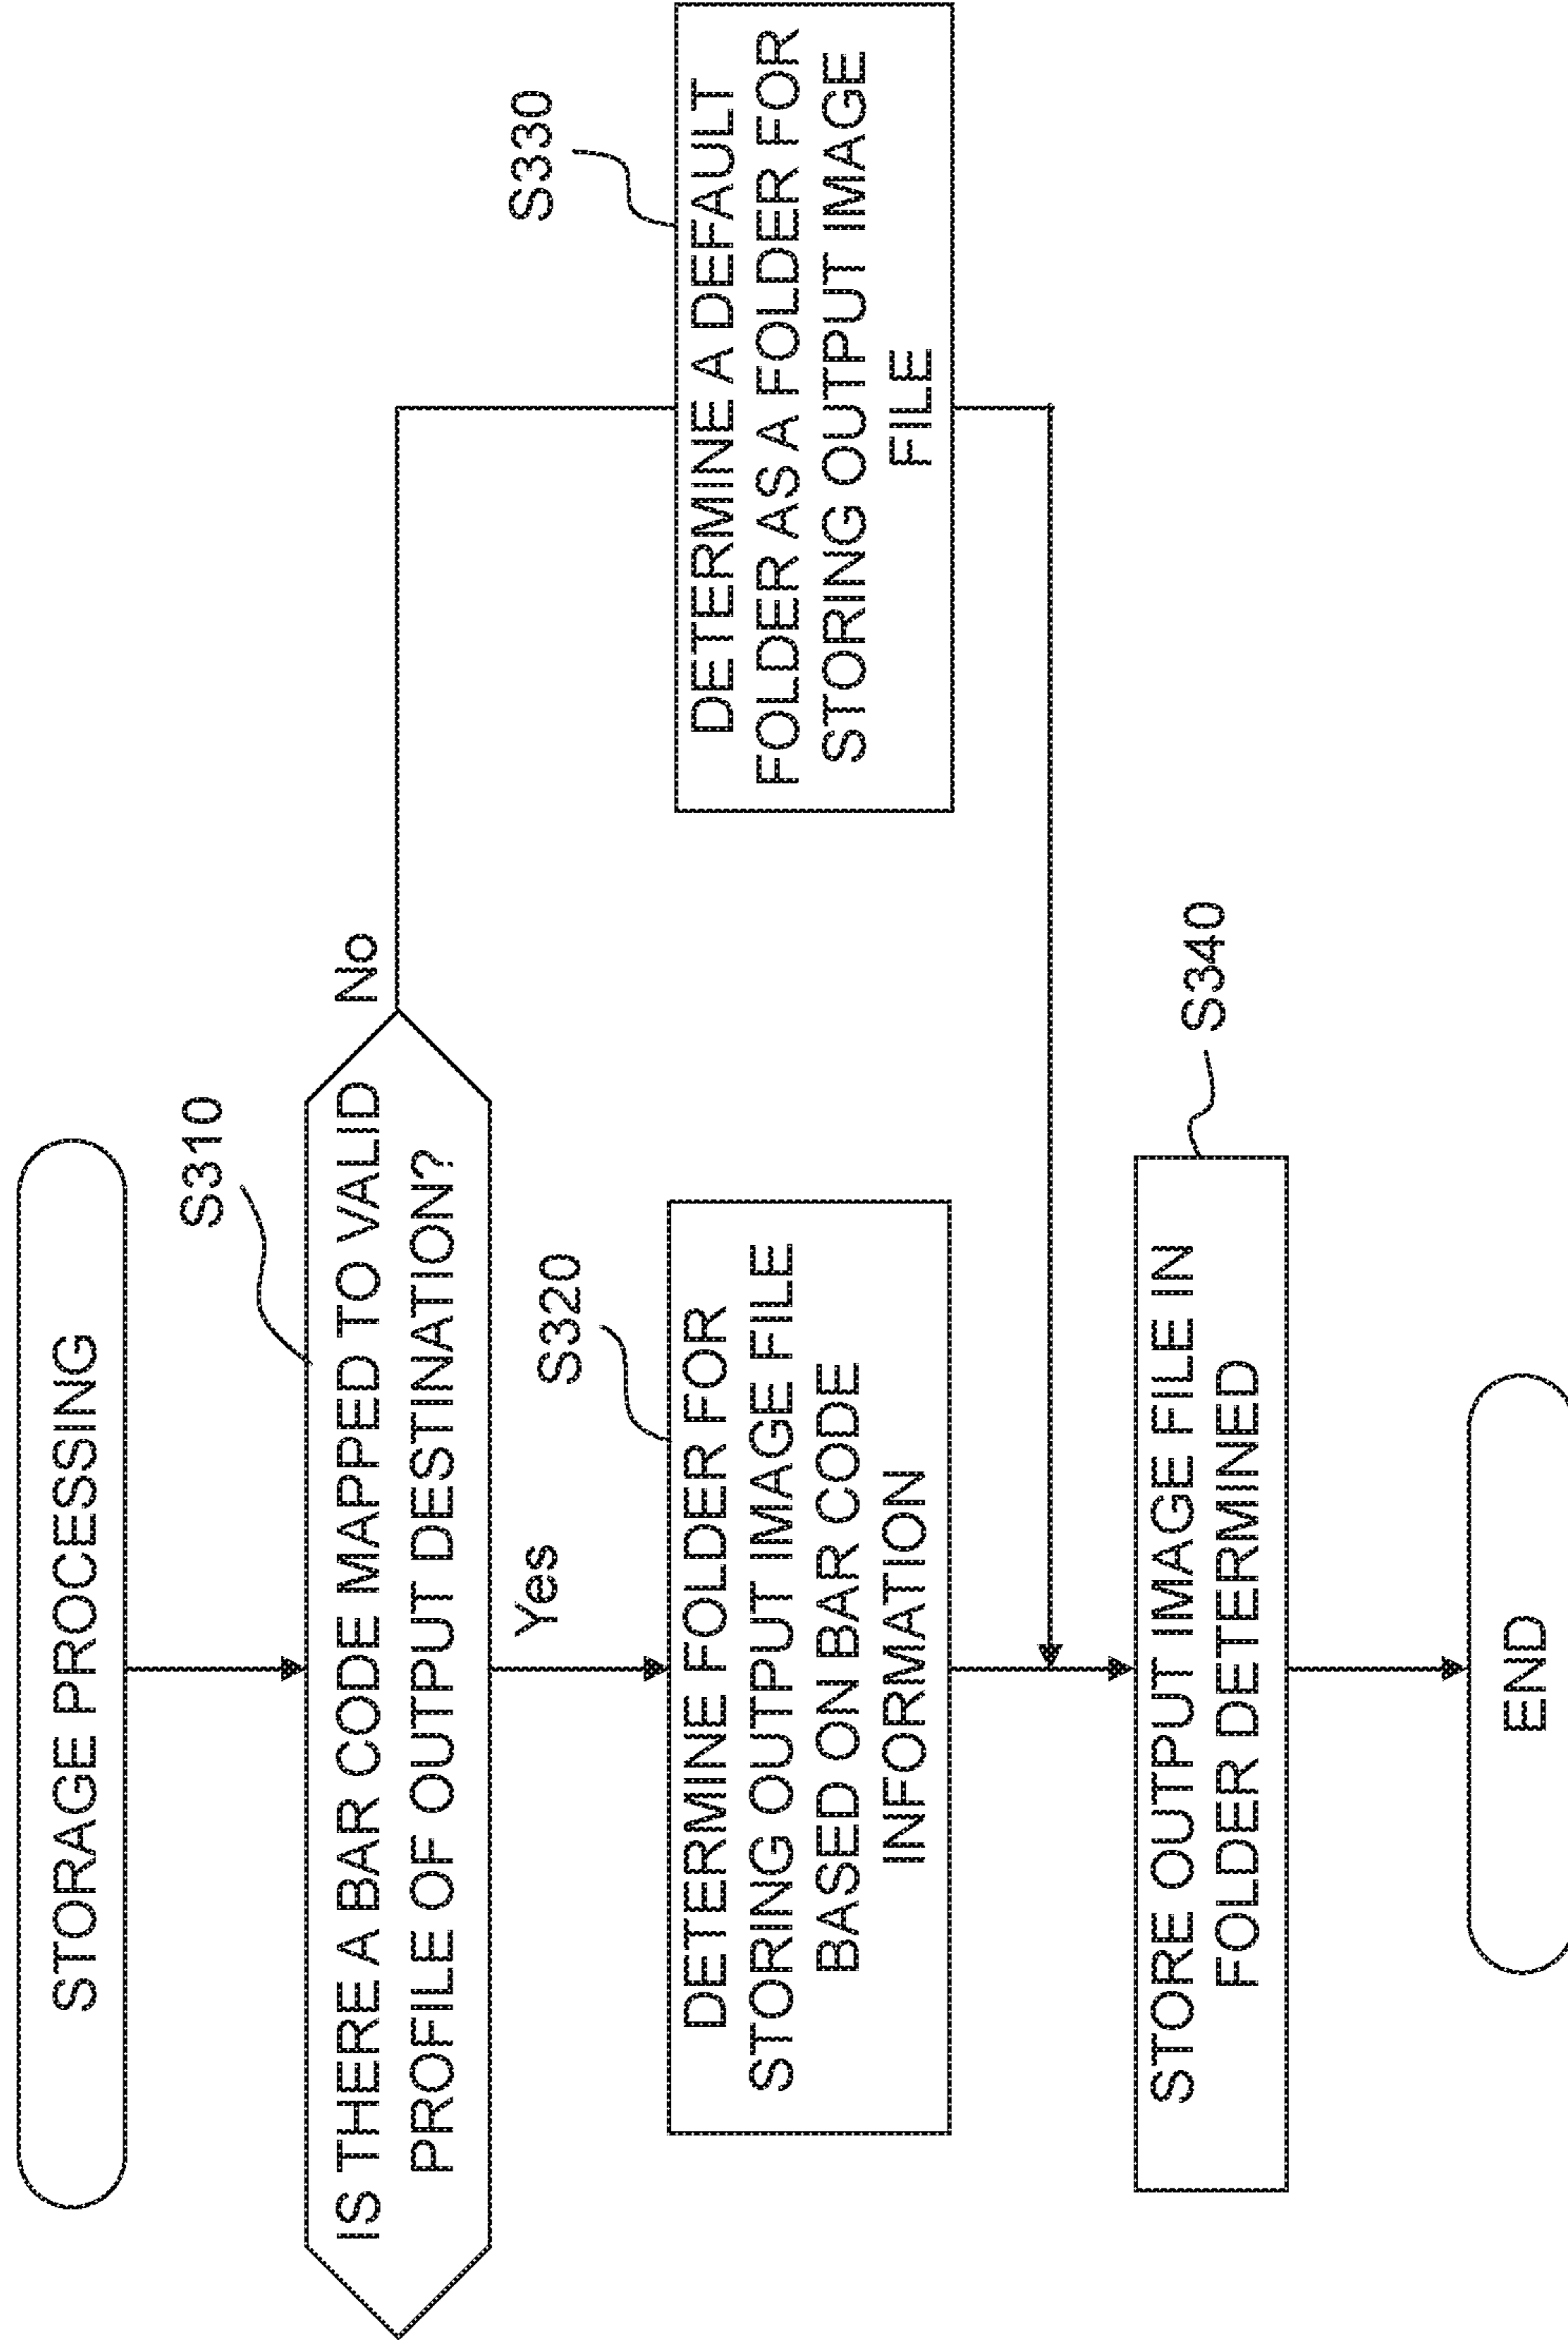 STORAGE PROCESSING
S310
IS THERE A BAR CODE MAPPED TO VALID
PROFILE OF OUTPUT DESTINATION?
No
Yes
S320
DETERMINE FOLDER FOR
STORING OUTPUT IMAGE FILE
BASED ON BAR CODE
INFORMATION
S330
DETERMINE A DEFAULT
FOLDER AS A FOLDER FOR
STORING OUTPUT IMAGE
FILE
S340
STORE OUTPUT IMAGE FILE IN
FOLDER DETERMINED
END